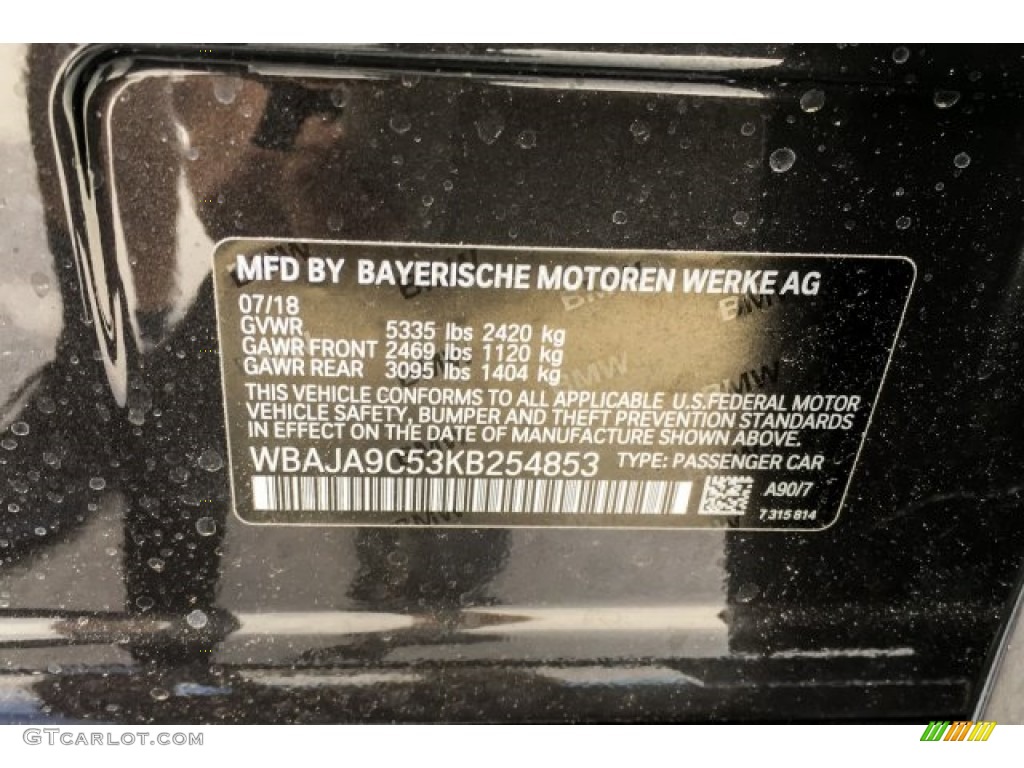 MFD BY BAYERISCHE MOTOREN WERKE AG
07/18
GVWR 5335 lbs 2420 kg
GAWR FRONT 2469 lbs 1120 kg
GAWR REAR 3095 lbs 1404 kg
THIS VEHICLE CONFORMS TO ALL APPLICABLE U.S.FEDERAL MOTOR
VEHICLE SAFETY, BUMPER AND THEFT PREVENTION STANDARDS
IN EFFECT ON THE DATE OF MANUFACTURE SHOWN ABOVE.
WBAJA9C53KB254853 TYPE: PASSENGER CAR
A90/7
7 315 814
GTCarlot.com